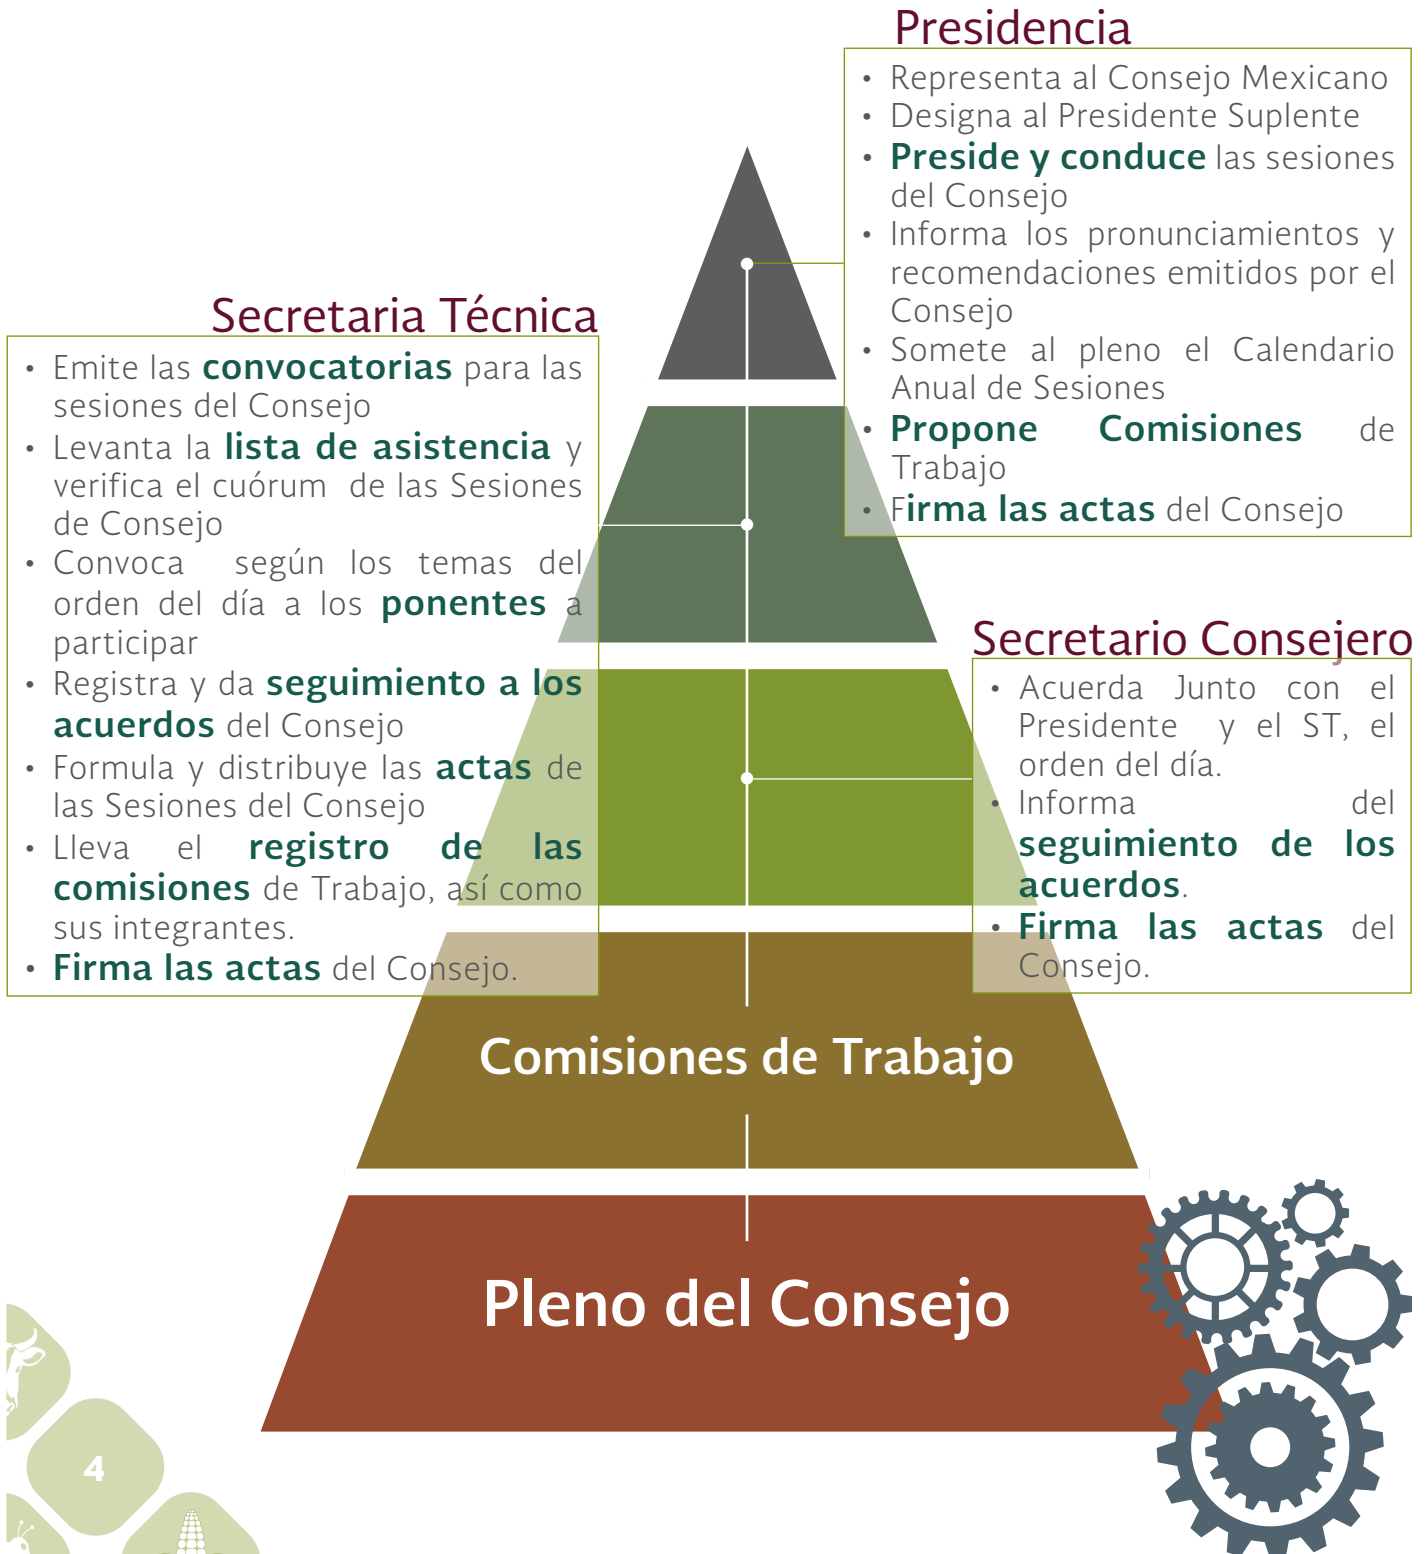 Presidencia
• Representa al Consejo Mexicano
• Designa al Presidente Suplente
• Preside y conduce las sesiones
del Consejo
• Informa los pronunciamientos y
recomendaciones emitidos por el
Consejo
• Somete al pleno el Calendario
Anual de Sesiones
• Propone Comisiones de
Trabajo
• Firma las actas del Consejo
Secretaria Técnica
• Emite las convocatorias para las
sesiones del Consejo
• Levanta la lista de asistencia y
verifica el cuórum de las Sesiones
de Consejo
• Convoca según los temas del
orden del día a los ponentes a
participar
• Registra y da seguimiento a los
acuerdos del Consejo
• Formula y distribuye las actas de
las Sesiones del Consejo
• Lleva el registro de las
comisiones de Trabajo, así como
sus integrantes.
• Firma las actas del Consejo.
Secretario Consejero
• Acuerda Junto con el
Presidente y el ST, el
orden del día.
• Informa del
seguimiento de los
acuerdos.
• Firma las actas del
Consejo.
Comisiones de Trabajo
Pleno del Consejo
4